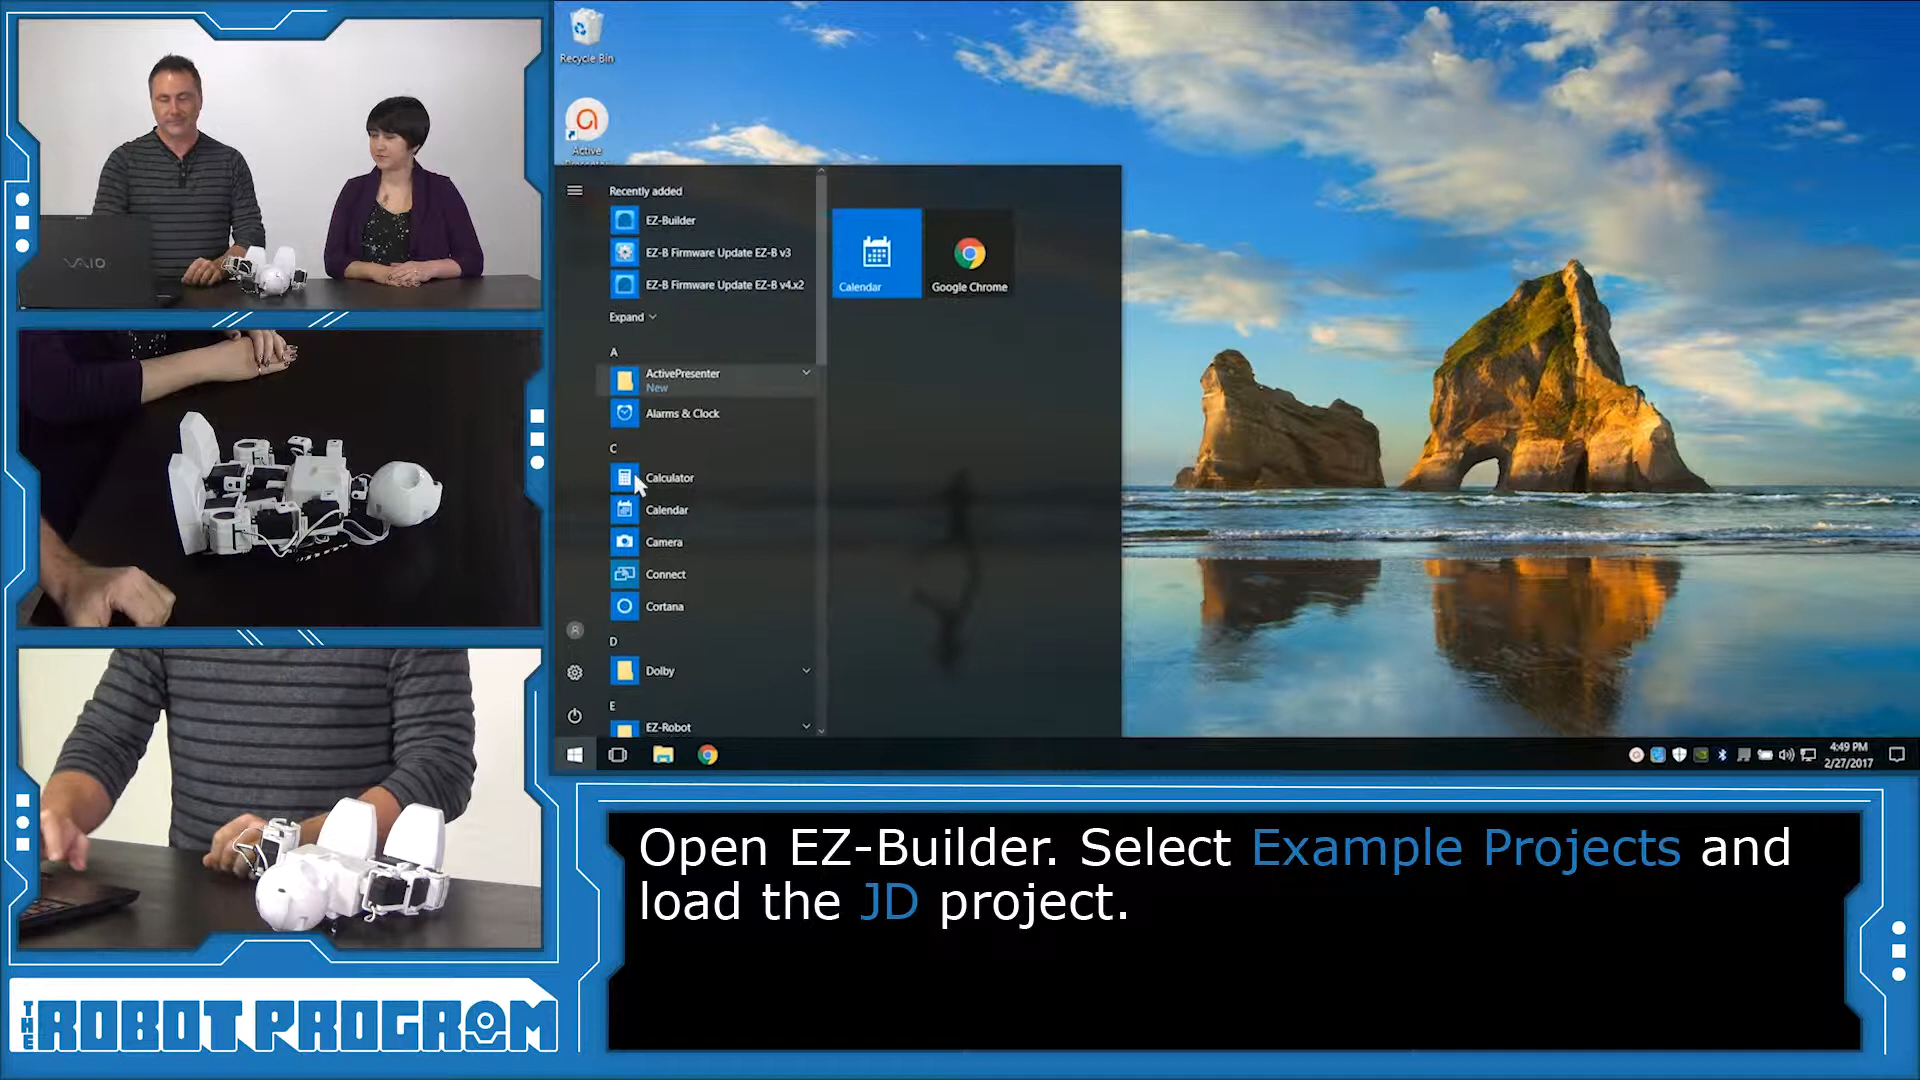 VAIO
THE ROBOT PROGRAM
Recycle Bin
Active
Recently added
EZ-Builder
EZ-B Firmware Update EZ-B v3
EZ-B Firmware Update EZ-B v4.x2
Expand
A
ActivePresenter
New
Alarms & Clock
C
Calculator
Calendar
Camera
Connect
Cortana
D
Dolby
E
EZ-Robot
Calendar
Google Chrome
4:49 PM
2/27/2017
Open EZ-Builder. Select Example Projects and
load the JD project.